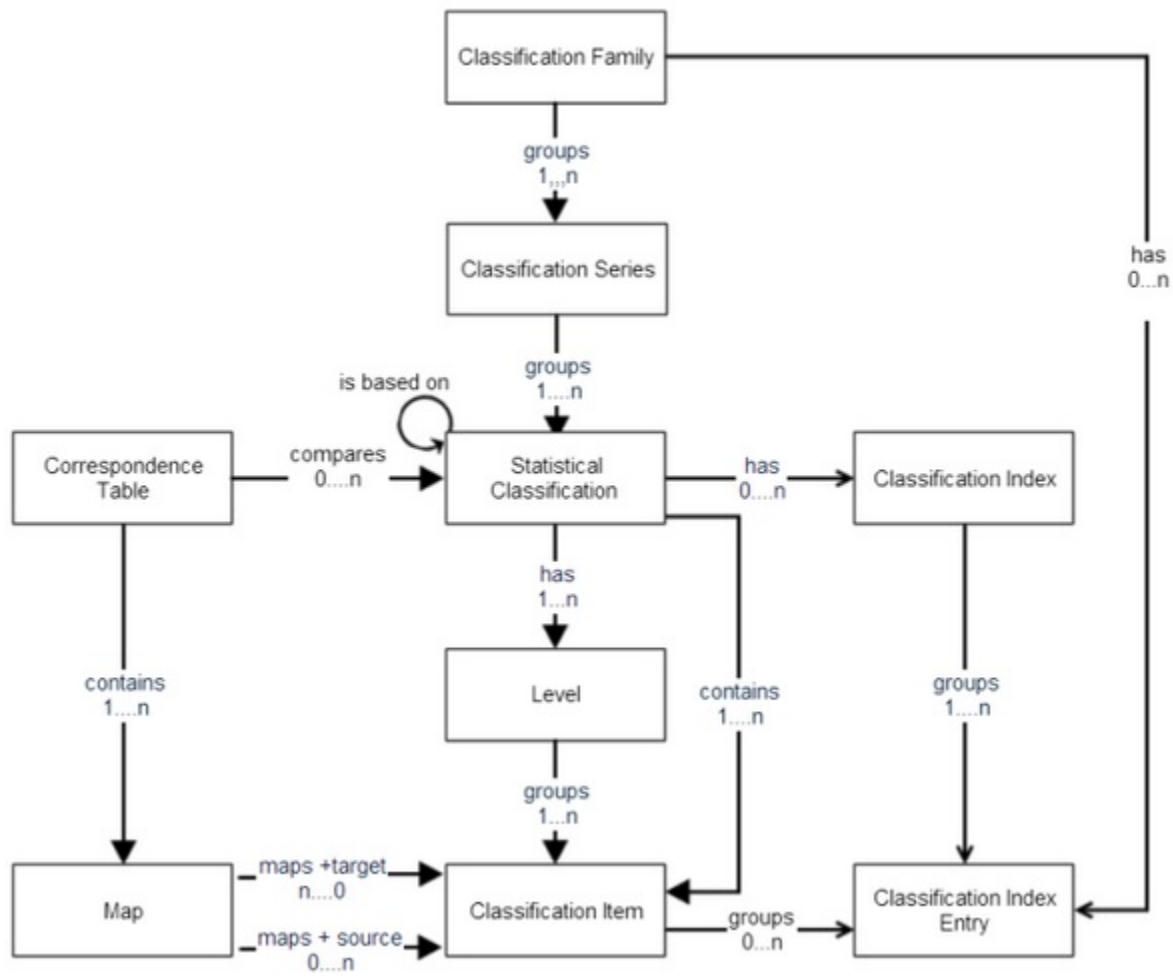 Classification Family
groups
1,,,n
has
0...n
Classification Series
groups
1....n
is based on
Correspondence
Table
compares
0....n
Statistical
Classification
has
0....n
Classification Index
has
1...n
contains
1....n
Level
contains
1....n
groups
1....n
groups
1...n
Map
maps +target
n....0
maps + source
0....n
Classification Item
groups
0...n
Classification Index
Entry